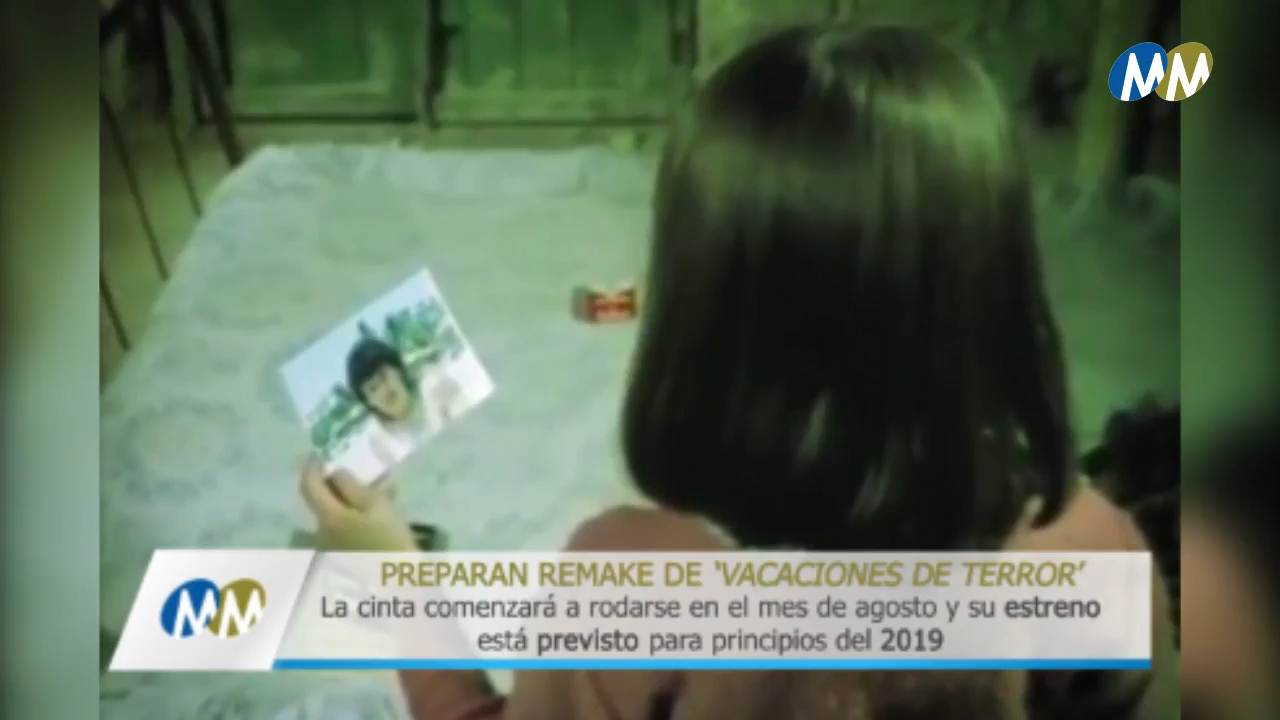 MM
PREPARAN REMAKE DE 'VACACIONES DE TERROR'
La cinta comenzará a rodarse en el mes de agosto y su estreno
está previsto para principios del 2019
MM